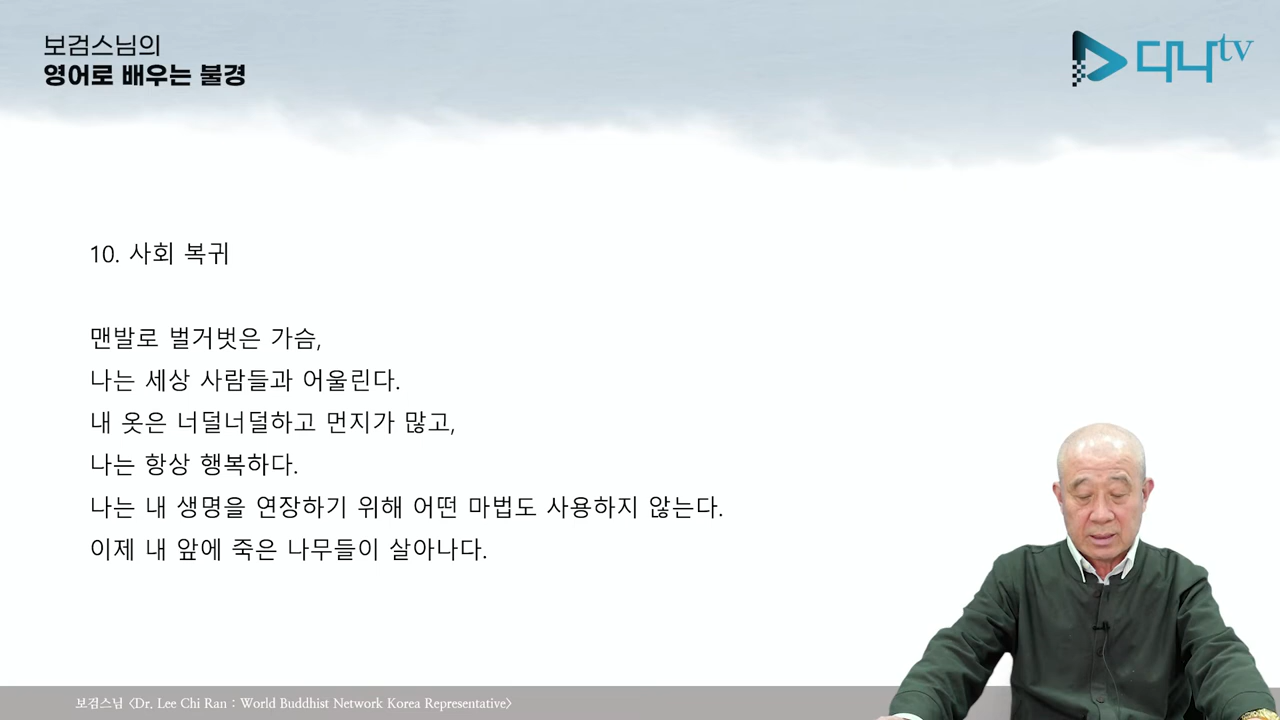 보검스님의
영어로 배우는 불경
디나tv
10. 사회 복귀
맨발로 벌거벗은 가슴,
나는 세상 사람들과 어울린다.
내 옷은 너덜너덜하고 먼지가 많고,
나는 항상 행복하다.
나는 내 생명을 연장하기 위해 어떤 마법도 사용하지 않는다.
이제 내 앞에 죽은 나무들이 살아나다.
보검스님 <Dr. Lee Chi Ran : World Buddhist Network Korea Representative>